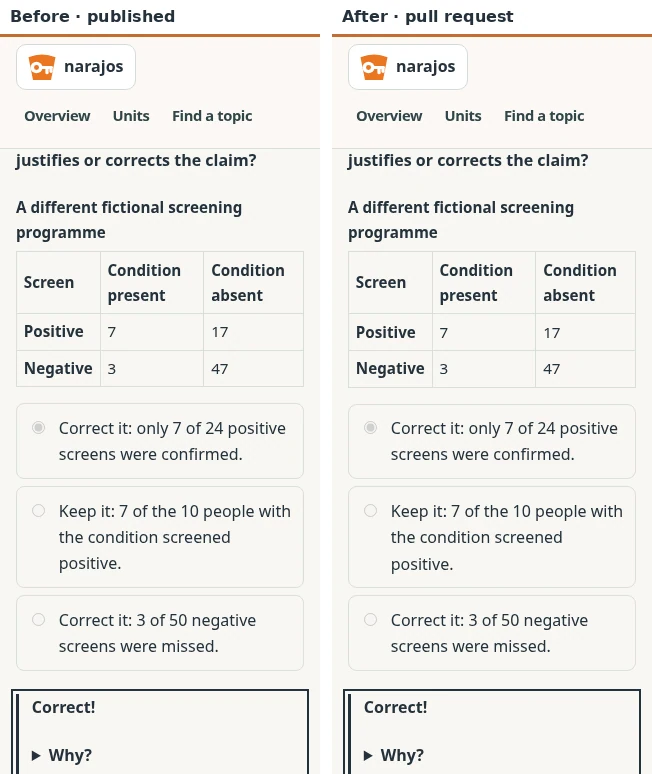 Before · published
narajos
Overview Units Find a topic
justifies or corrects the claim?
A different fictional screening
programme
Screen Condition present Condition absent
Positive 7 17
Negative 3 47
Correct it: only 7 of 24 positive
screens were confirmed.
Keep it: 7 of the 10 people with
the condition screened
positive.
Correct it: 3 of 50 negative
screens were missed.
Correct!
▶ Why?
After · pull request
narajos
Overview Units Find a topic
justifies or corrects the claim?
A different fictional screening
programme
Screen Condition present Condition absent
Positive 7 17
Negative 3 47
Correct it: only 7 of 24 positive
screens were confirmed.
Keep it: 7 of the 10 people with
the condition screened
positive.
Correct it: 3 of 50 negative
screens were missed.
Correct!
▶ Why?